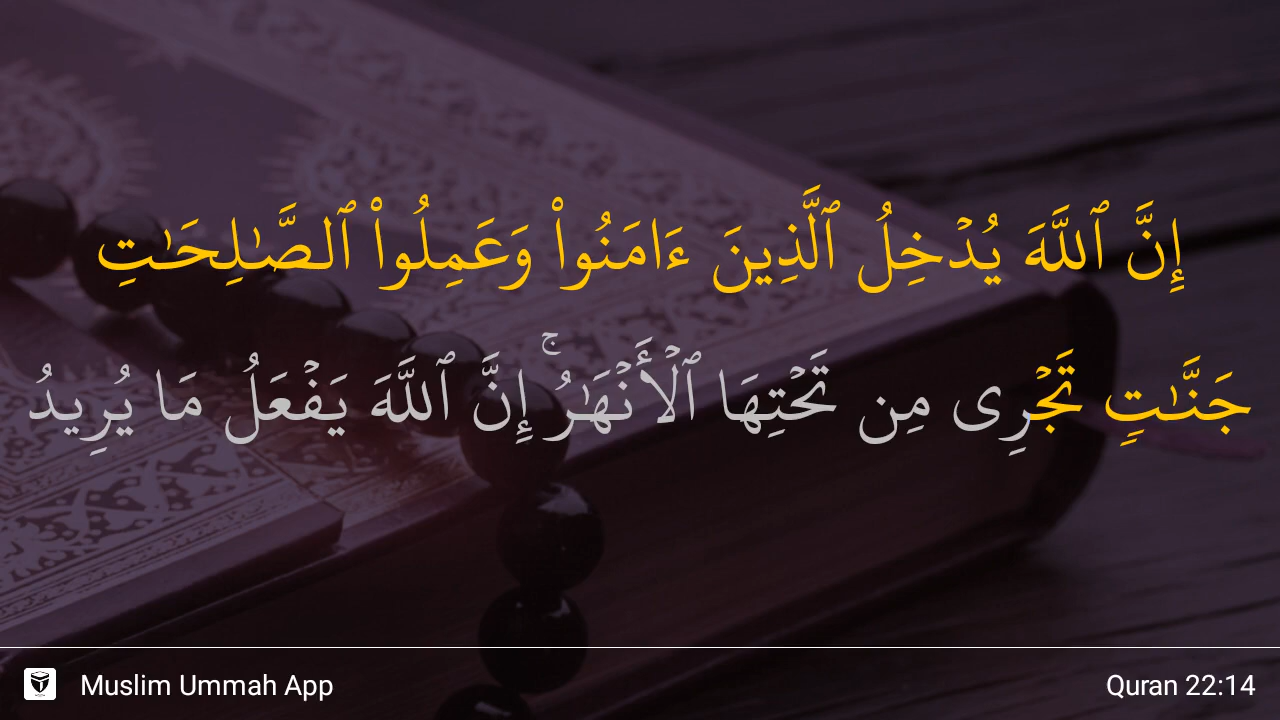 إِنَّ ٱللَّهَ يُدْخِلُ ٱلَّذِينَ ءَامَنُوا۟ وَعَمِلُوا۟ ٱلصَّـٰلِحَـٰتِ
جَنَّـٰتٍ تَجْرِى مِن تَحْتِهَا ٱلْأَنْهَـٰرُ ۚ إِنَّ ٱللَّهَ يَفْعَلُ مَا يُرِيدُ
Muslim Ummah App
Quran 22:14